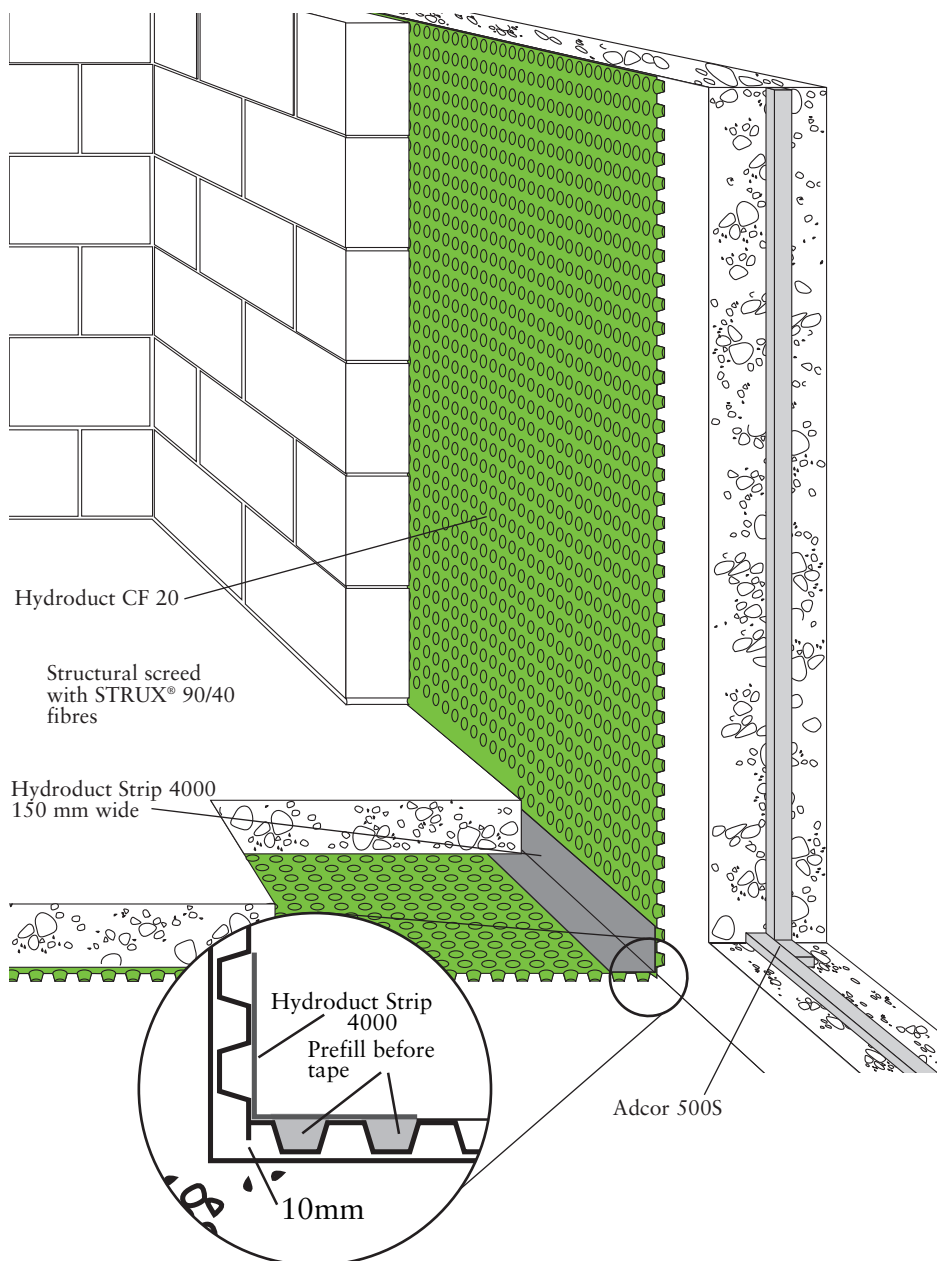 Hydroduct CF 20
Structural screed
with STRUX® 90/40
fibres
Hydroduct Strip 4000
150 mm wide
Hydroduct Strip
4000
Prefill before
tape
Adcor 500S
10mm